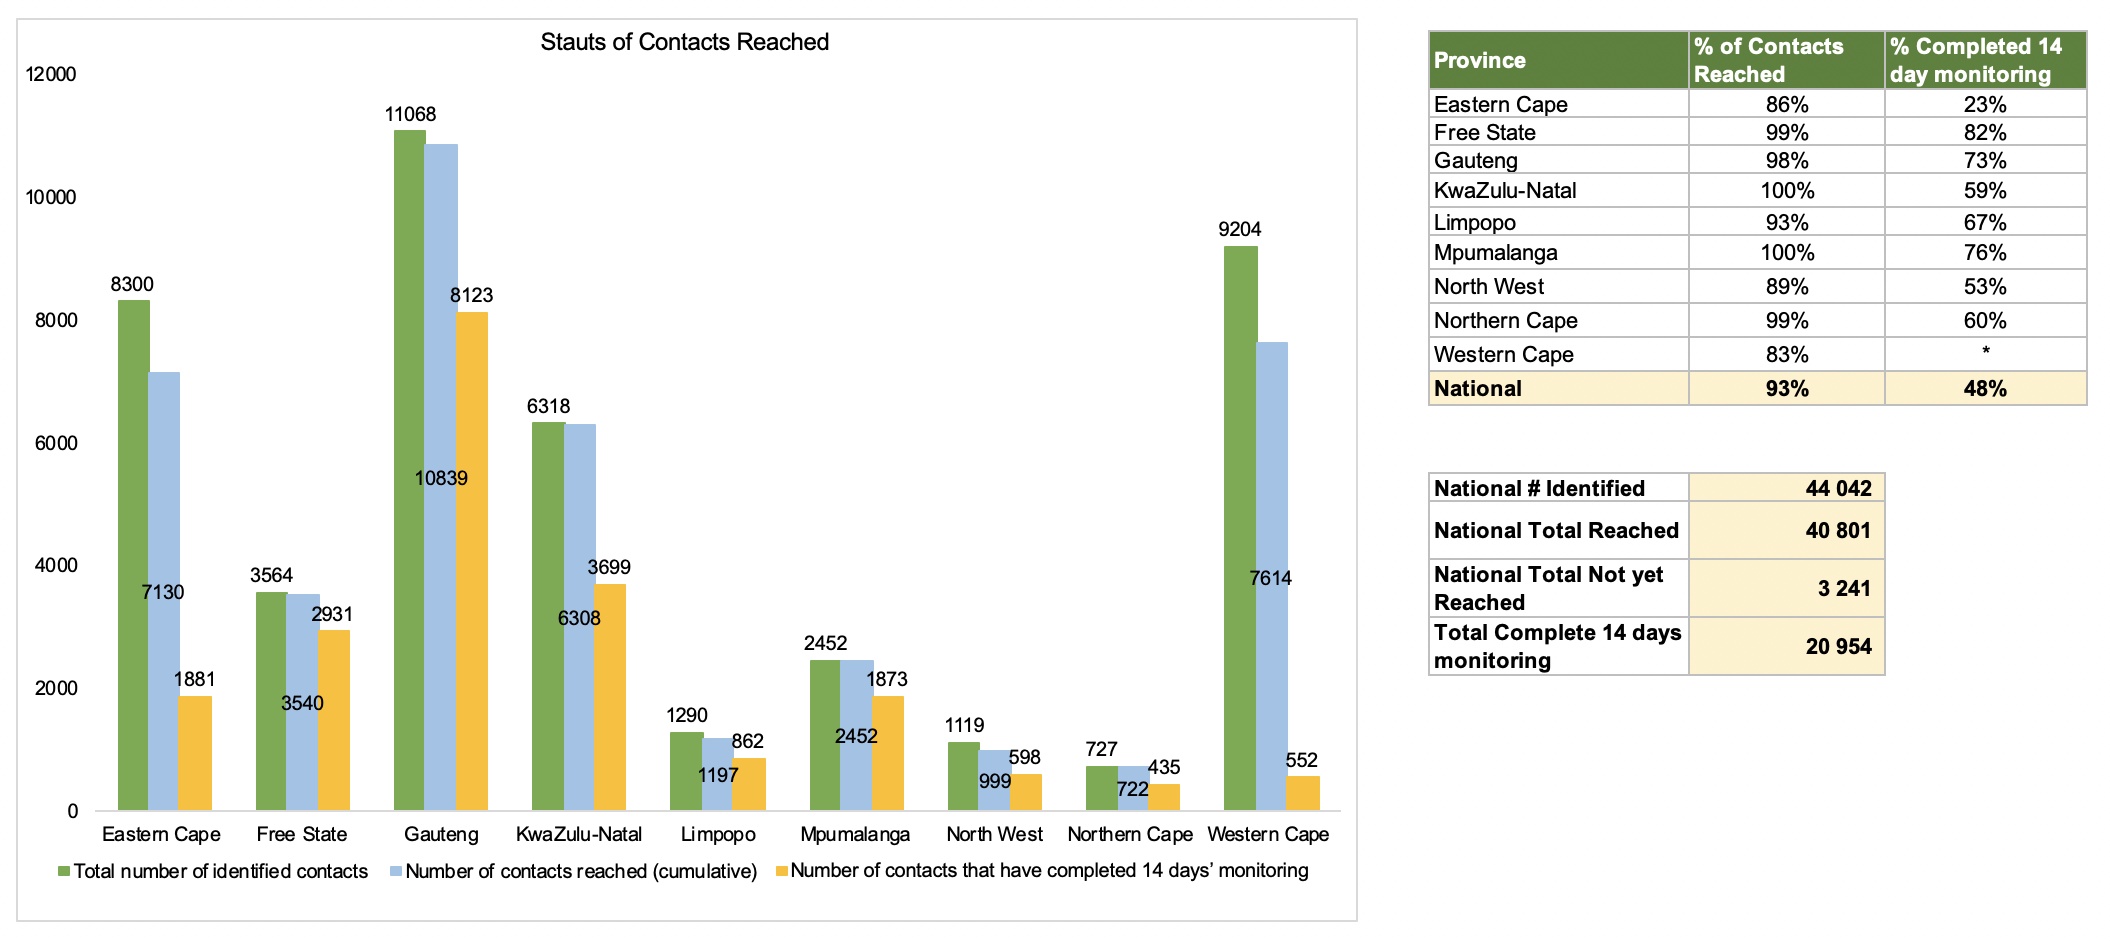 Stauts of Contacts Reached
12000
10000
8000
6000
4000
2000
0
8300
7130
1881
3564
3540
2931
11068
10839
8123
6318
6308
3699
1290
1197
862
2452
2452
1873
1119
999
598
727
722
435
9204
7614
552
Eastern Cape Free State Gauteng KwaZulu-Natal Limpopo Mpumalanga North West Northern Cape Western Cape
Total number of identified contacts Number of contacts reached (cumulative) Number of contacts that have completed 14 days’ monitoring
Province % of Contacts Reached % Completed 14 day monitoring
Eastern Cape 86% 23%
Free State 99% 82%
Gauteng 98% 73%
KwaZulu-Natal 100% 59%
Limpopo 93% 67%
Mpumalanga 100% 76%
North West 89% 53%
Northern Cape 99% 60%
Western Cape 83% *
National 93% 48%
National # Identified 44 042
National Total Reached 40 801
National Total Not yet Reached 3 241
Total Complete 14 days monitoring 20 954